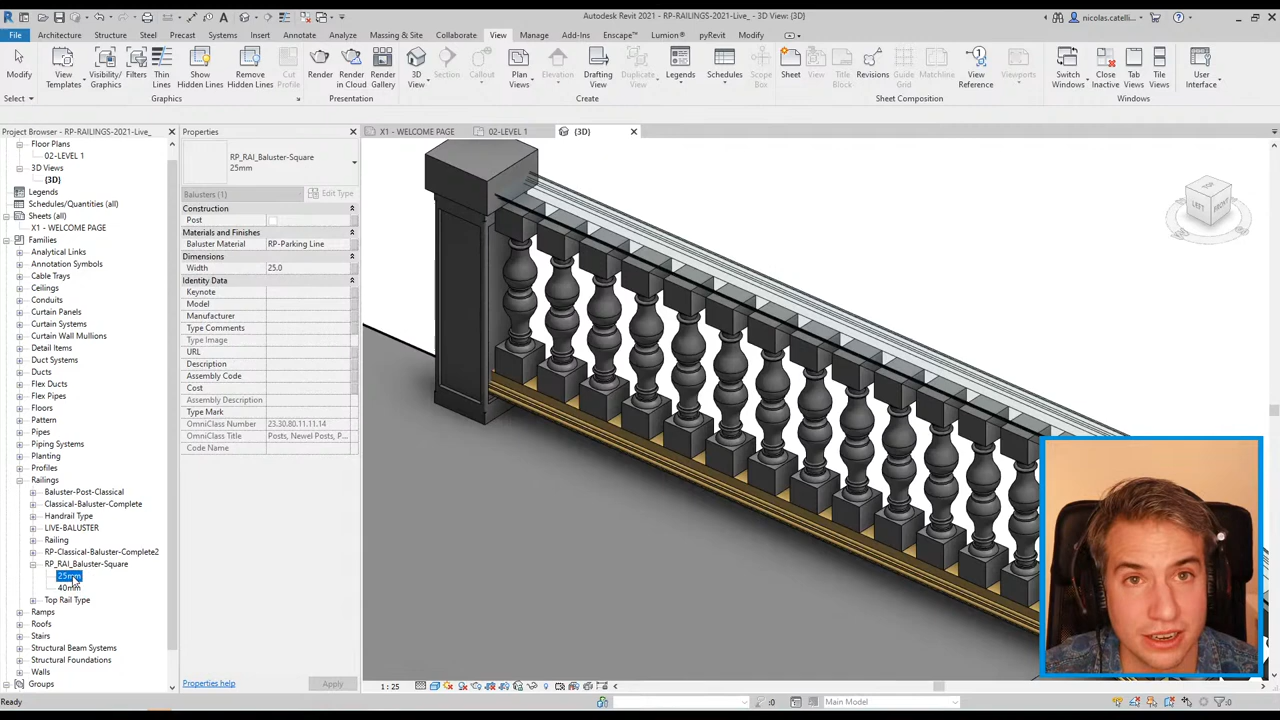 Autodesk Revit 2021 - RP-RAILINGS-2021-Live_ - 3D View: {3D}
nicolas.catelli...
File Architecture Structure Steel Precast Systems Insert Annotate Analyze Massing & Site Collaborate View Manage Add-Ins Enscape™ Lumion® pyRevit Modify
Modify
View Templates
Visibility/ Graphics
Filters
Thin Lines
Show Hidden Lines
Remove Hidden Lines
Cut Profile
Render
Render in Cloud
Render Gallery
3D View
Section
Callout
Plan Views
Elevation
Drafting View
Duplicate View
Legends
Schedules
Scope Box
Sheet
View
Title Block
Revisions
Guide Grid
Matchline
View Reference
Viewports
Switch Windows
Close Inactive
Tab Views
Tile Views
User Interface
Select Graphics Presentation Create Sheet Composition Windows
Project Browser - RP-RAILINGS-2021-Live_
Floor Plans
02-LEVEL 1
3D Views
{3D}
Legends
Schedules/Quantities (all)
Sheets (all)
X1 - WELCOME PAGE
Families
Analytical Links
Annotation Symbols
Cable Trays
Ceilings
Conduits
Curtain Panels
Curtain Systems
Curtain Wall Mullions
Detail Items
Duct Systems
Ducts
Flex Ducts
Flex Pipes
Floors
Pattern
Pipes
Piping Systems
Planting
Profiles
Railings
Baluster-Post-Classical
Classical-Baluster-Complete
Handrail Type
LIVE-BALUSTER
Railing
RP-Classical-Baluster-Complete2
RP_RAI_Baluster-Square
25mm
40mm
Top Rail Type
Ramps
Roofs
Stairs
Structural Beam Systems
Structural Foundations
Walls
Groups
Properties
RP_RAI_Baluster-Square
25mm
Balusters (1) Edit Type
Construction
Post
Materials and Finishes
Baluster Material RP-Parking Line
Dimensions
Width 25.0
Identity Data
Keynote
Model
Manufacturer
Type Comments
Type Image
URL
Description
Assembly Code
Cost
Assembly Description
Type Mark
OmniClass Number 23.30.80.11.11.14
OmniClass Title Posts, Newel Posts, P...
Code Name
Properties help Apply
X1 - WELCOME PAGE 02-LEVEL 1 {3D}
TOP
LEFT FRONT
1 : 25
Ready
:0
Main Model
:0